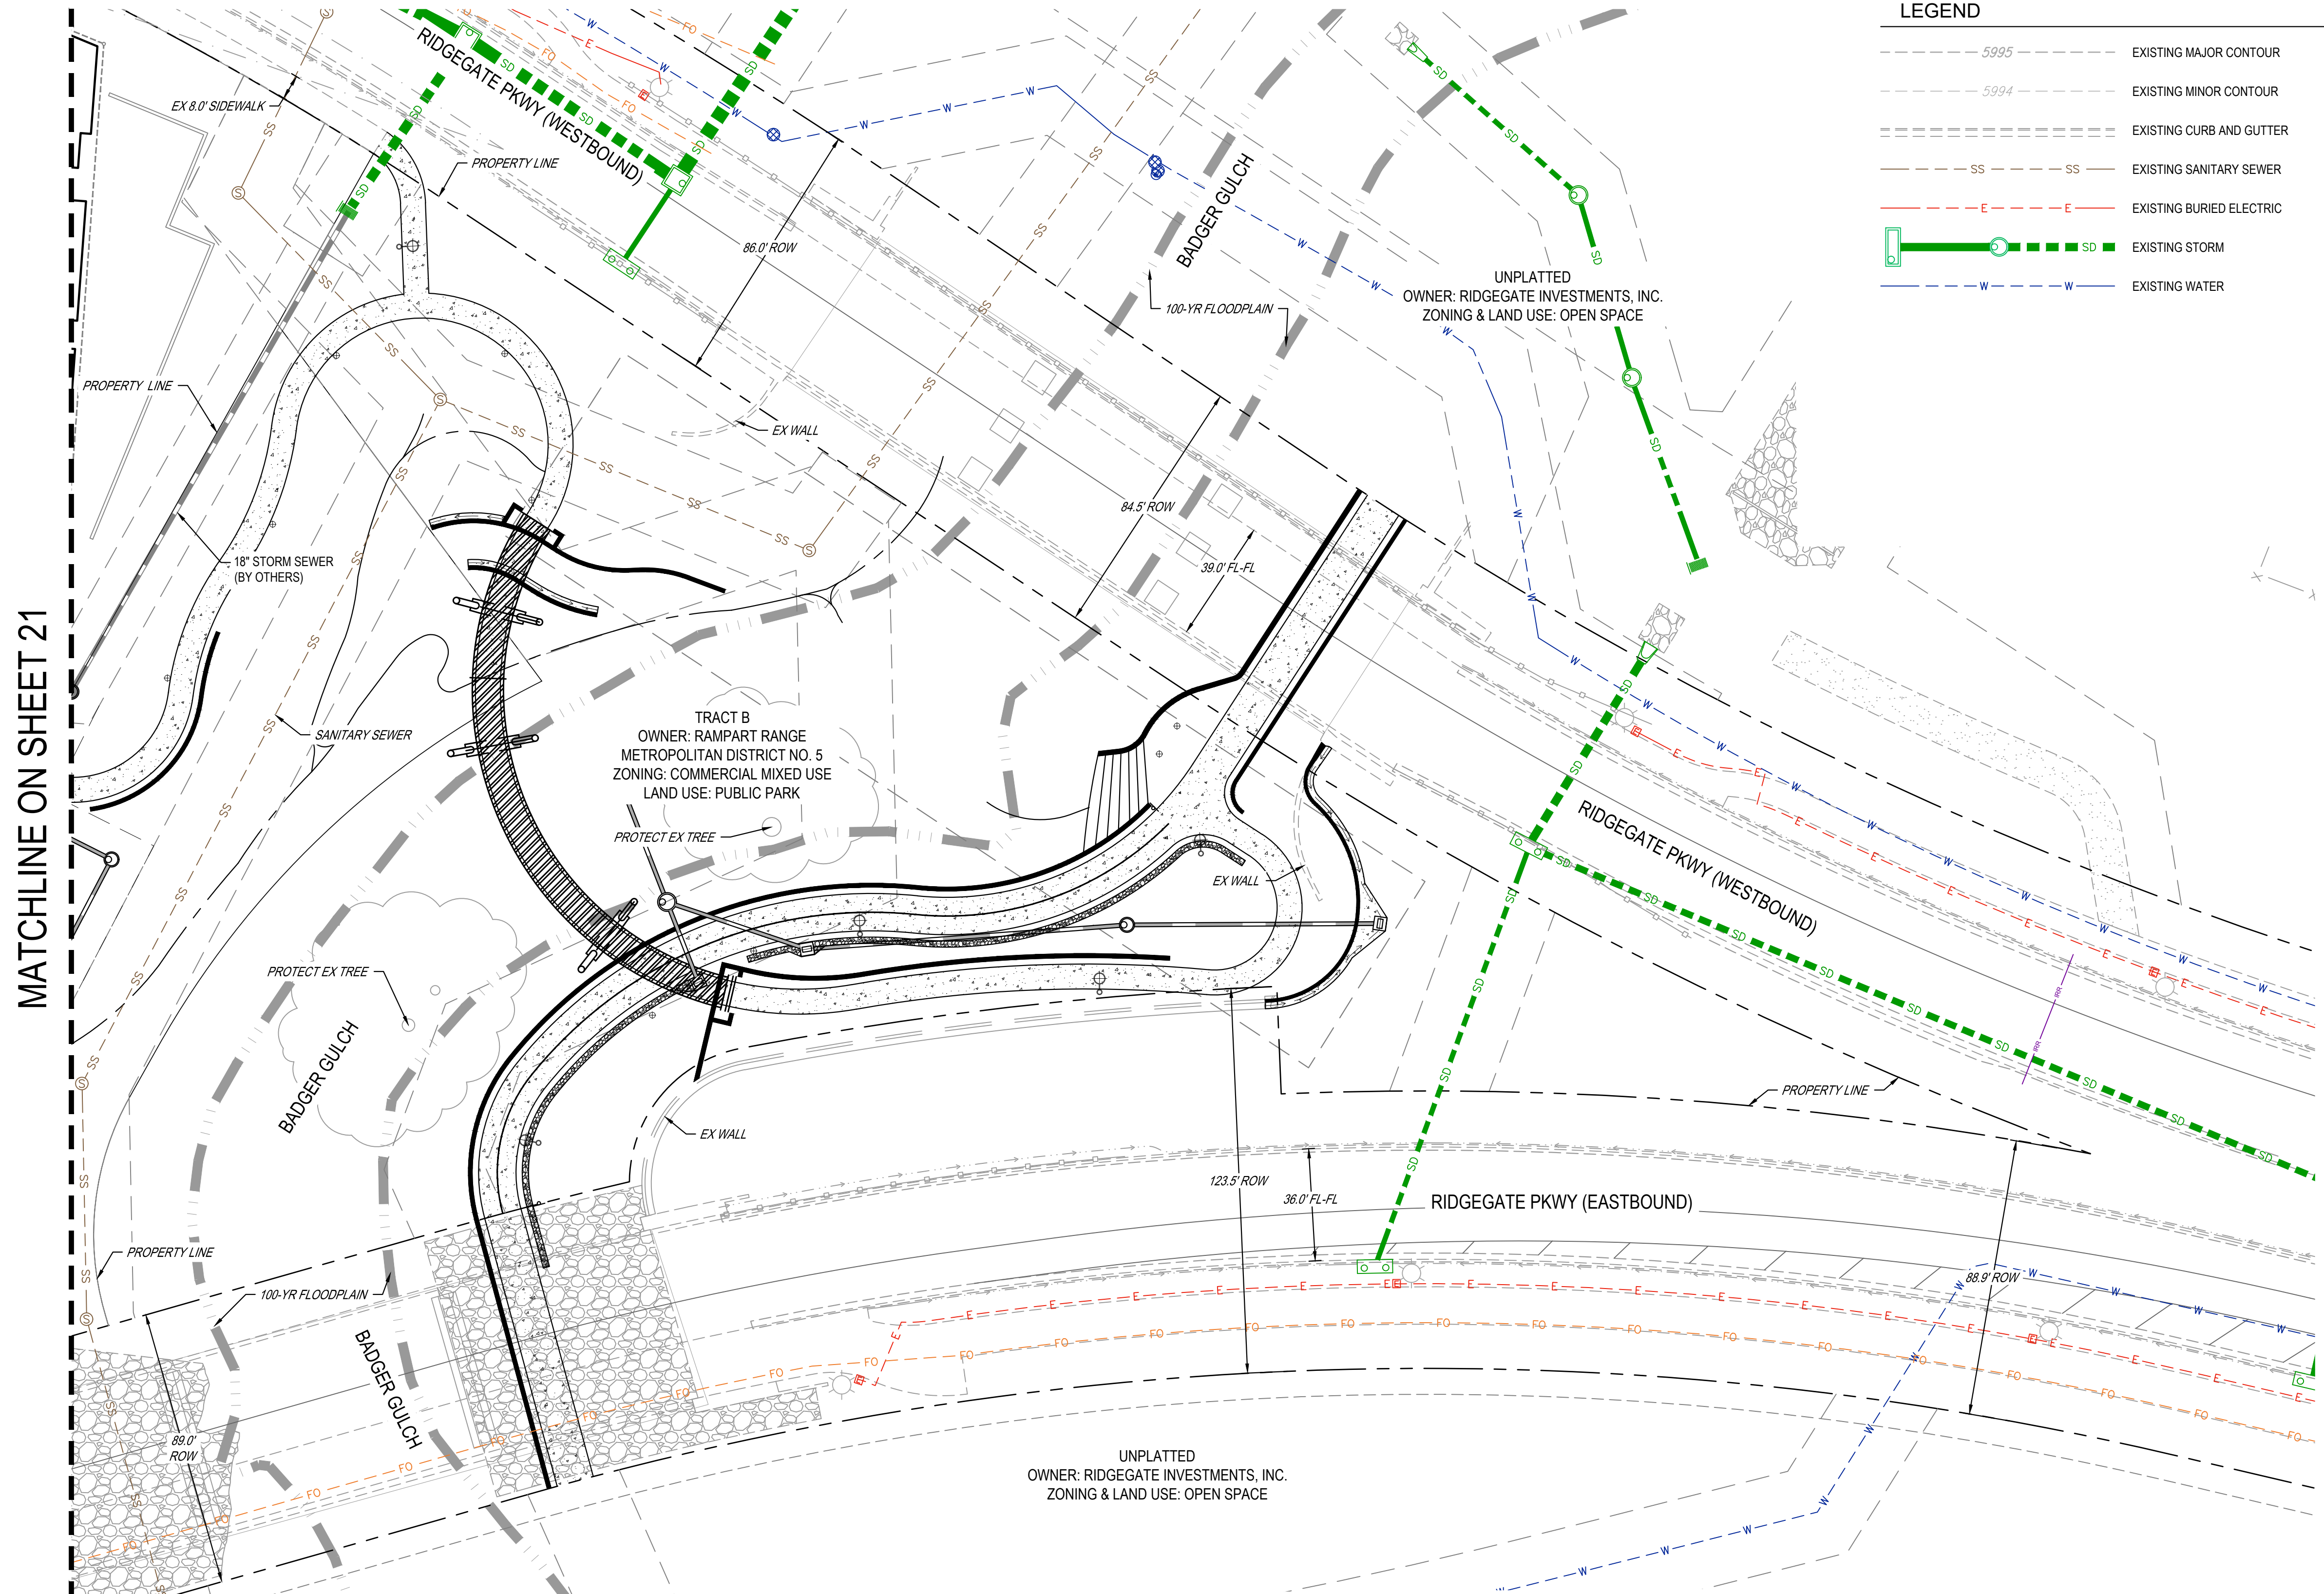 LEGEND
5995
EXISTING MAJOR CONTOUR
5994
EXISTING MINOR CONTOUR
EXISTING CURB AND GUTTER
SS SS
EXISTING SANITARY SEWER
E E
EXISTING BURIED ELECTRIC
SD
EXISTING STORM
W W
EXISTING WATER
MATCHLINE ON SHEET 21
RIDGEGATE PKWY (WESTBOUND)
EX 8.0' SIDEWALK
PROPERTY LINE
86.0' ROW
BADGER GULCH
100-YR FLOODPLAIN
UNPLATTED
OWNER: RIDGEGATE INVESTMENTS, INC.
ZONING & LAND USE: OPEN SPACE
PROPERTY LINE
EX WALL
84.5' ROW
39.0' FL-FL
18" STORM SEWER
(BY OTHERS)
SANITARY SEWER
TRACT B
OWNER: RAMPART RANGE
METROPOLITAN DISTRICT NO. 5
ZONING: COMMERCIAL MIXED USE
LAND USE: PUBLIC PARK
PROTECT EX TREE
EX WALL
RIDGEGATE PKWY (WESTBOUND)
PROTECT EX TREE
BADGER GULCH
IRR
IRR
PROPERTY LINE
EX WALL
123.5' ROW
36.0' FL-FL
RIDGEGATE PKWY (EASTBOUND)
88.9' ROW
PROPERTY LINE
100-YR FLOODPLAIN
BADGER GULCH
89.0'
ROW
UNPLATTED
OWNER: RIDGEGATE INVESTMENTS, INC.
ZONING & LAND USE: OPEN SPACE